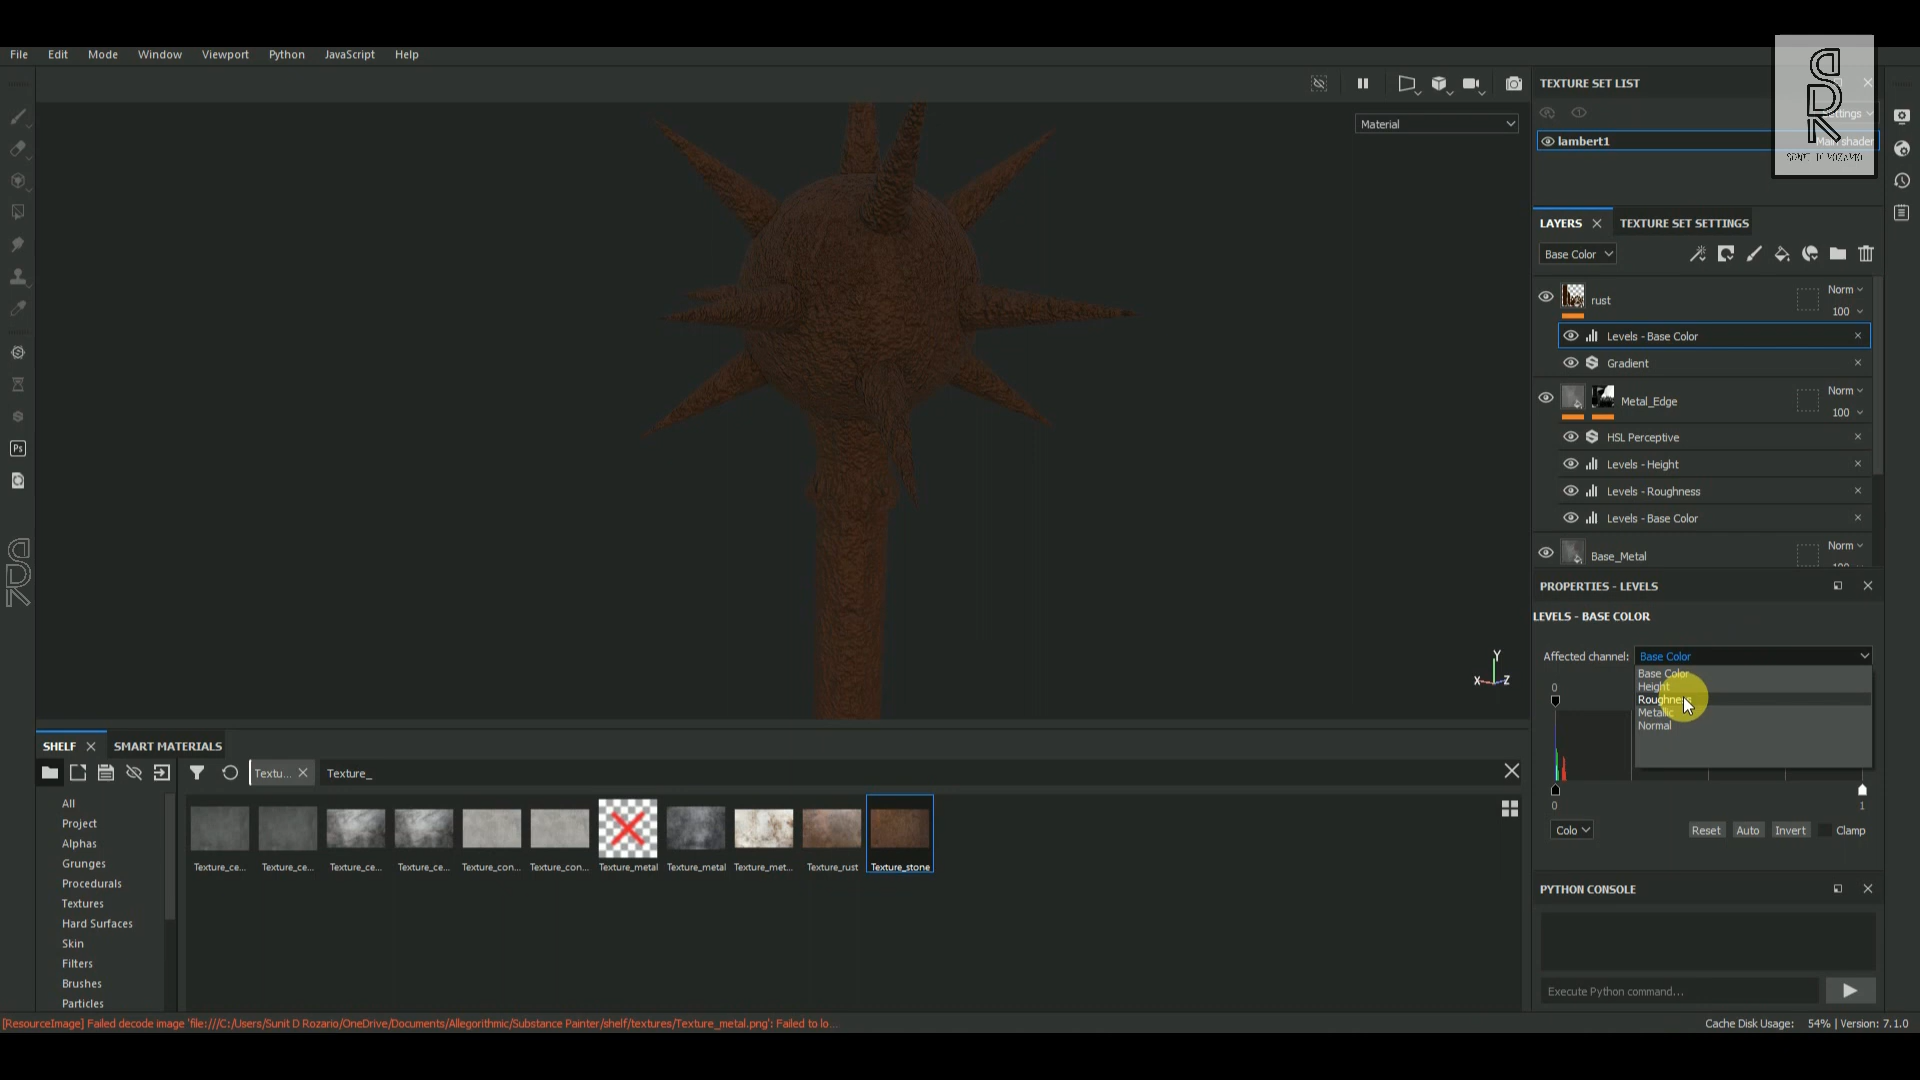 File Edit Mode Window Viewport Python JavaScript Help
TEXTURE SET LIST
Material
lambert1
Main shader
SDR
LAYERS TEXTURE SET SETTINGS
Base Color
rust Norm
100
Levels - Base Color
Gradient
Metal_Edge Norm
100
HSL Perceptive
Levels - Height
Levels - Roughness
Levels - Base Color
Base_Metal Norm
PROPERTIES - LEVELS
LEVELS - BASE COLOR
Affected channel: Base Color
Base Color
Height
Roughness
Metallic
Normal
0
0 1
Colo Reset Auto Invert Clamp
Y
X Z
SDR
SHELF SMART MATERIALS
Ps
Textu... Texture_
All
Project
Alphas
Grunges
Procedurals
Textures
Hard Surfaces
Skin
Filters
Brushes
Particles
Texture_ce... Texture_ce... Texture_ce... Texture_ce... Texture_con... Texture_con... Texture_metal Texture_metal Texture_met... Texture_rust Texture_stone
PYTHON CONSOLE
Execute Python command...
[ResourceImage] Failed decode image 'file:///C:/Users/Sunit D Rozario/OneDrive/Documents/Allegorithmic/Substance Painter/shelf/textures/Texture_metal.png': Failed to lo...
Cache Disk Usage: 54% | Version: 7.1.0